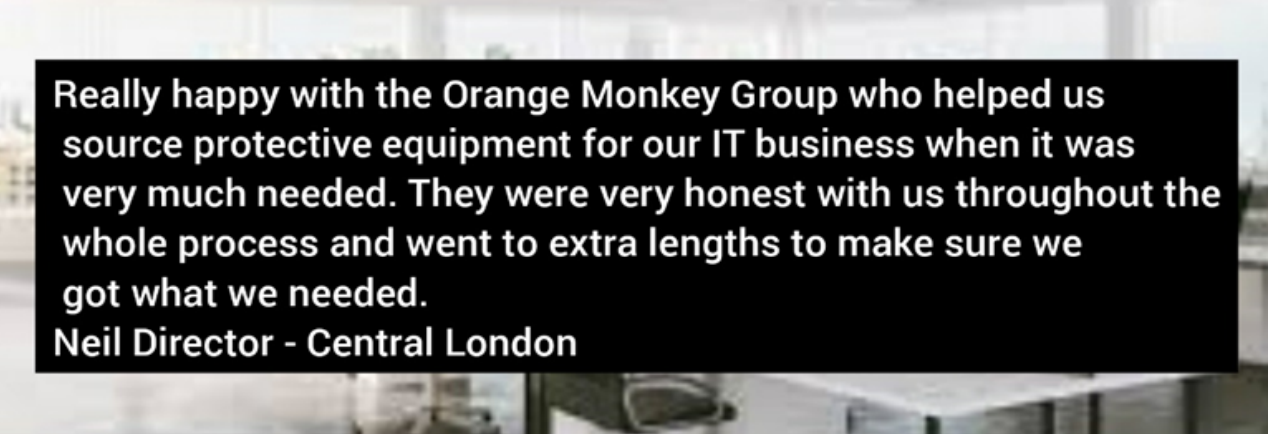 Really happy with the Orange Monkey Group who helped us
source protective equipment for our IT business when it was
very much needed. They were very honest with us throughout the
whole process and went to extra lengths to make sure we
got what we needed.
Neil Director - Central London